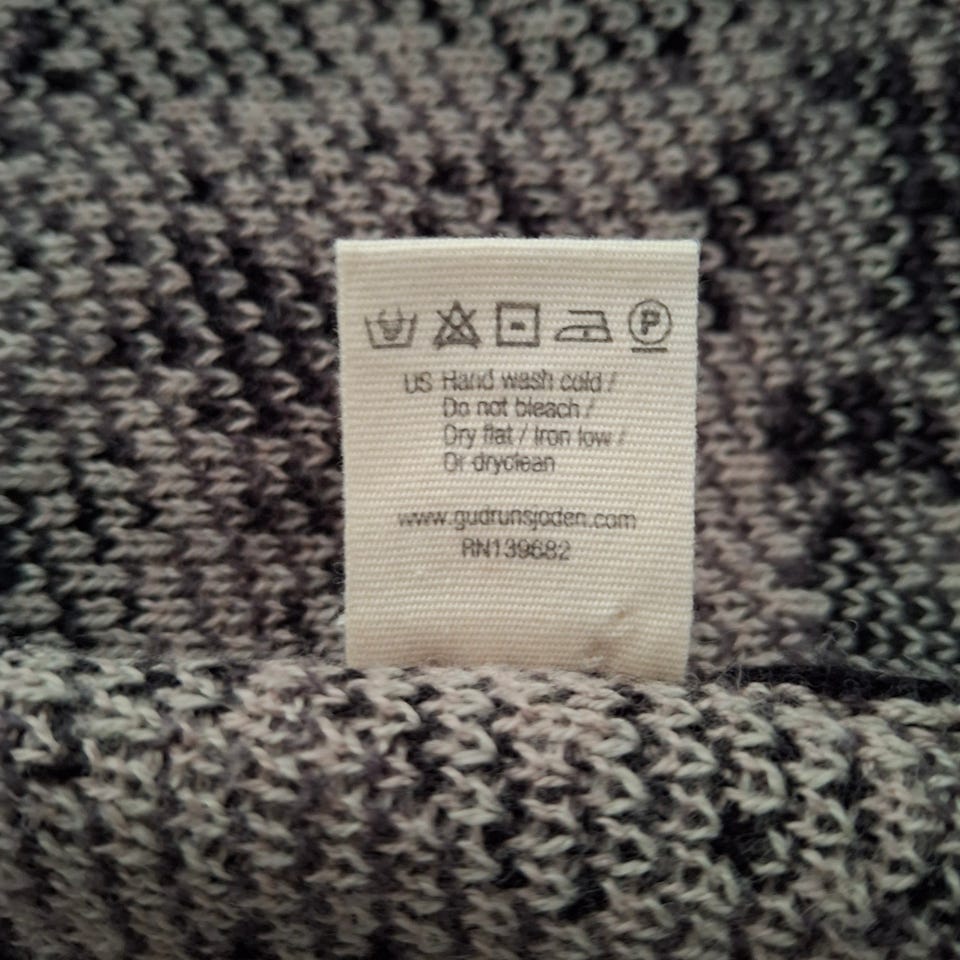 P
US Hand wash cold /
Do not bleach /
Dry flat / Iron low /
Or dryclean
www.gudrunsjoden.com
RN139682